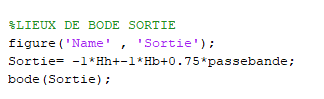 %LIEUX DE BODE SORTIE
figure('Name' , 'Sortie');
Sortie= -1*Hh+-1*Hb+0.75*passebande;
bode(Sortie);